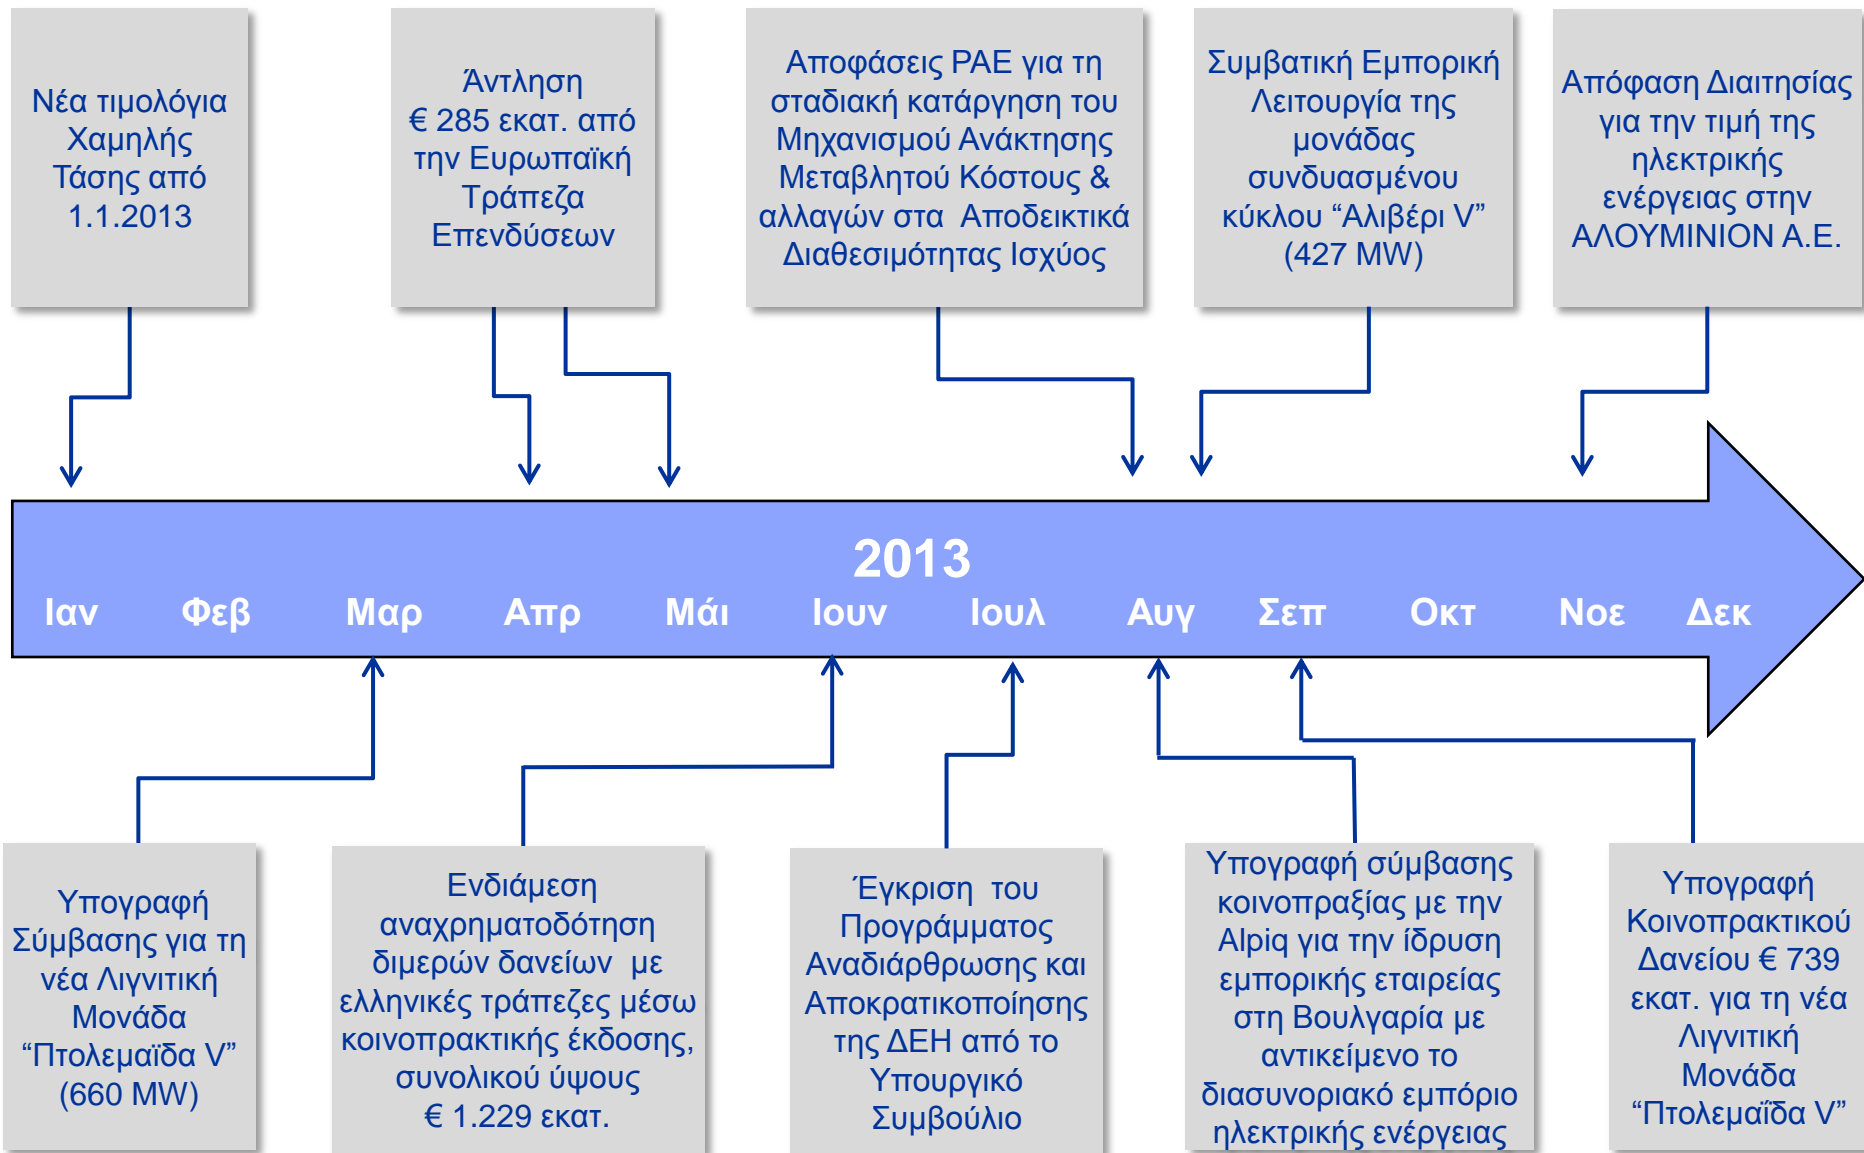 Νέα τιμολόγια
Χαμηλής
Τάσης από
1.1.2013
Άντληση
€ 285 εκατ. από
την Ευρωπαϊκή
Τράπεζα
Επενδύσεων
Αποφάσεις ΡΑΕ για τη
σταδιακή κατάργηση του
Μηχανισμού Ανάκτησης
Μεταβλητού Κόστους &
αλλαγών στα Αποδεικτικά
Διαθεσιμότητας Ισχύος
Συμβατική Εμπορική
Λειτουργία της
μονάδας
συνδυασμένου
κύκλου “Αλιβέρι V”
(427 MW)
Απόφαση Διαιτησίας
για την τιμή της
ηλεκτρικής
ενέργειας στην
ΑΛΟΥΜΙΝΙΟΝ Α.Ε.
2013
Ιαν Φεβ Μαρ Απρ Μάι Ιουν Ιουλ Αυγ Σεπ Οκτ Νοε Δεκ
Υπογραφή
Σύμβασης για τη
νέα Λιγνιτική
Μονάδα
“Πτολεμαϊδα V”
(660 MW)
Ενδιάμεση
αναχρηματοδότηση
διμερών δανείων με
ελληνικές τράπεζες μέσω
κοινοπρακτικής έκδοσης,
συνολικού ύψους
€ 1.229 εκατ.
Έγκριση του
Προγράμματος
Αναδιάρθρωσης και
Αποκρατικοποίησης
της ΔΕΗ από το
Υπουργικό
Συμβούλιο
Υπογραφή σύμβασης
κοινοπραξίας με την
Alpiq για την ίδρυση
εμπορικής εταιρείας
στη Βουλγαρία με
αντικείμενο το
διασυνοριακό εμπόριο
ηλεκτρικής ενέργειας
Υπογραφή
Κοινοπρακτικού
Δανείου € 739
εκατ. για τη νέα
Λιγνιτική
Μονάδα
“Πτολεμαΐδα V”